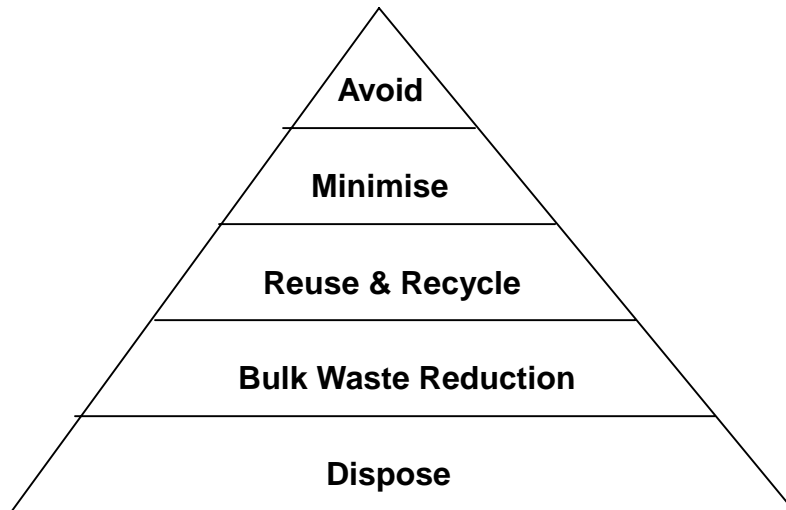 Avoid
Minimise
Reuse & Recycle
Bulk Waste Reduction
Dispose